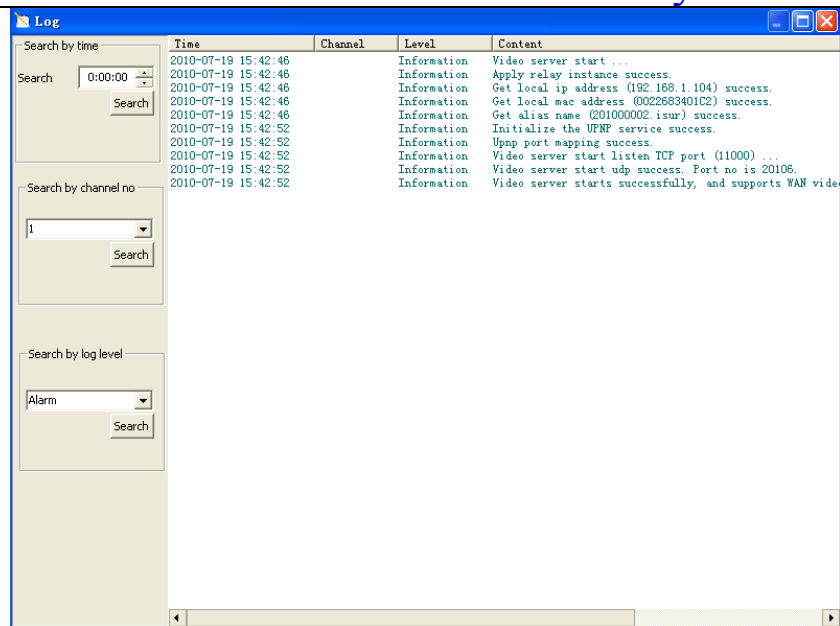 Log
Search by time
Search 0:00:00
Search
Search by channel no
1
Search
Search by log level
Alarm
Search
Time Channel Level Content
2010-07-19 15:42:46 Information Video server start ...
2010-07-19 15:42:46 Information Apply relay instance success.
2010-07-19 15:42:46 Information Get local ip address (192.168.1.104) success.
2010-07-19 15:42:46 Information Get local mac address (0022683401C2) success.
2010-07-19 15:42:46 Information Get alias name (201000002.isur) success.
2010-07-19 15:42:52 Information Initialize the UPNP service success.
2010-07-19 15:42:52 Information Upnp port mapping success.
2010-07-19 15:42:52 Information Video server start listen TCP port (11000) ...
2010-07-19 15:42:52 Information Video server start udp success. Port no is 20106.
2010-07-19 15:42:52 Information Video server starts successfully, and supports WAN vide